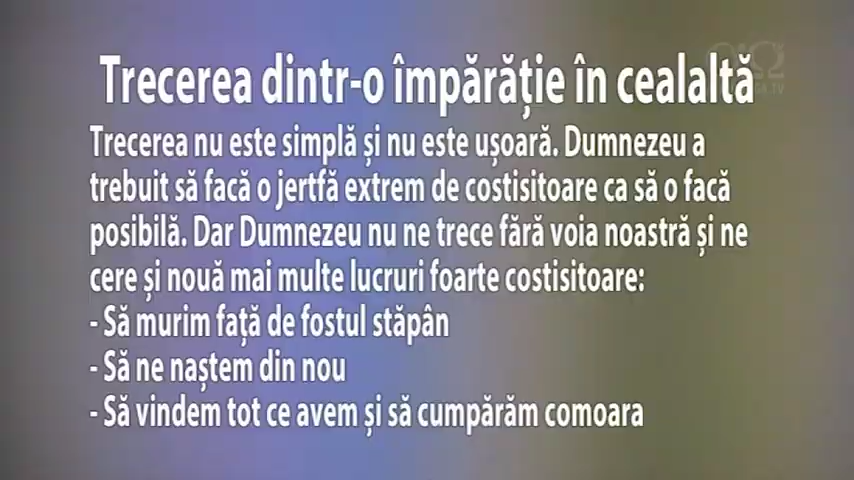 Trecerea dintr-o împărăție în cealaltă
Trecerea nu este simplă și nu este ușoară. Dumnezeu a
trebuit să facă o jertfă extrem de costisitoare ca să o facă
posibilă. Dar Dumnezeu nu ne trece fără voia noastră și ne
cere și nouă mai multe lucruri foarte costisitoare:
- Să murim față de fostul stăpân
- Să ne naștem din nou
- Să vindem tot ce avem și să cumpărăm comoara